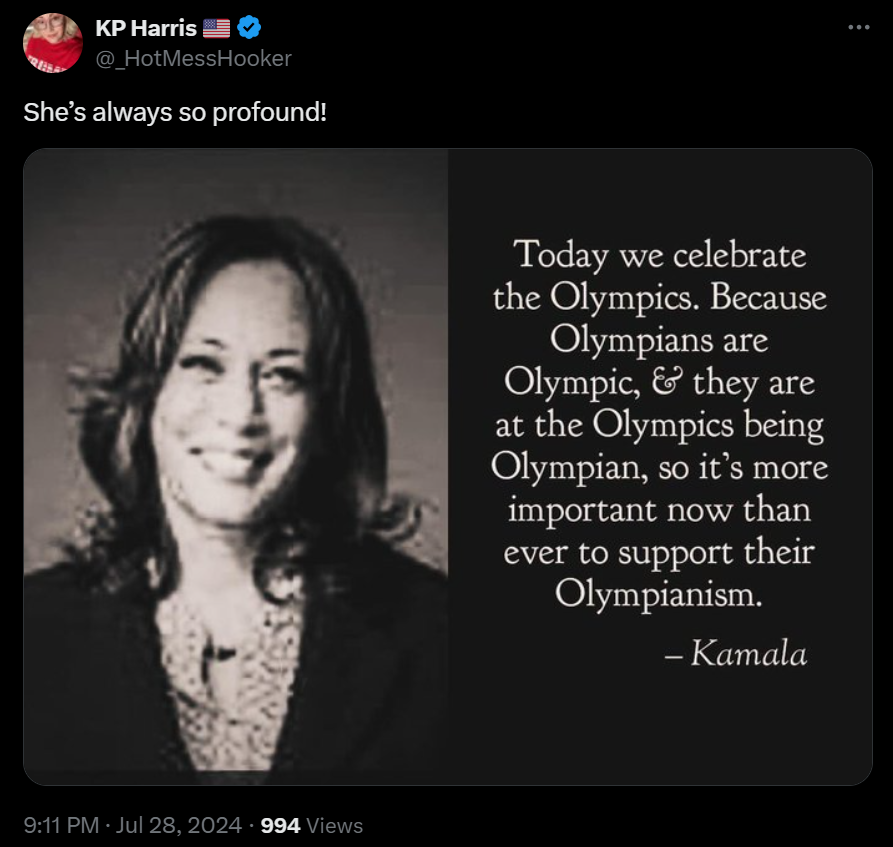 KP Harris
@_HotMessHooker
She’s always so profound!
Today we celebrate
the Olympics. Because
Olympians are
Olympic, & they are
at the Olympics being
Olympian, so it’s more
important now than
ever to support their
Olympianism.
– Kamala
9:11 PM · Jul 28, 2024 · 994 Views